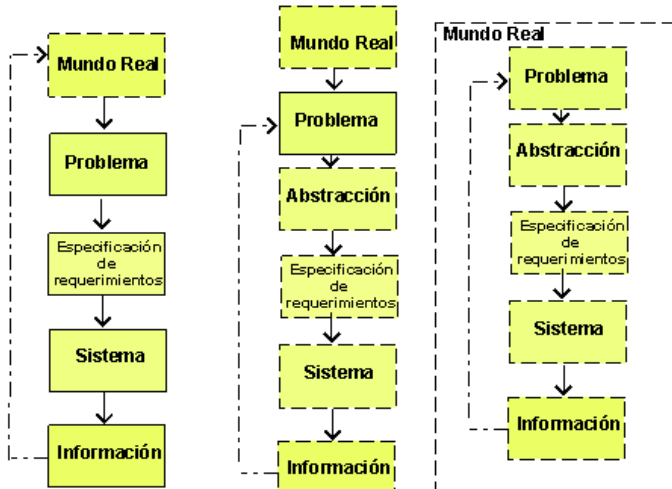 Mundo Real
Problema
Especificación
de
requerimientos
Sistema
Información
Mundo Real
Problema
Abstracción
Especificación
de
requerimientos
Sistema
Información
Mundo Real
Problema
Abstracción
Especificación
de
requerimientos
Sistema
Información